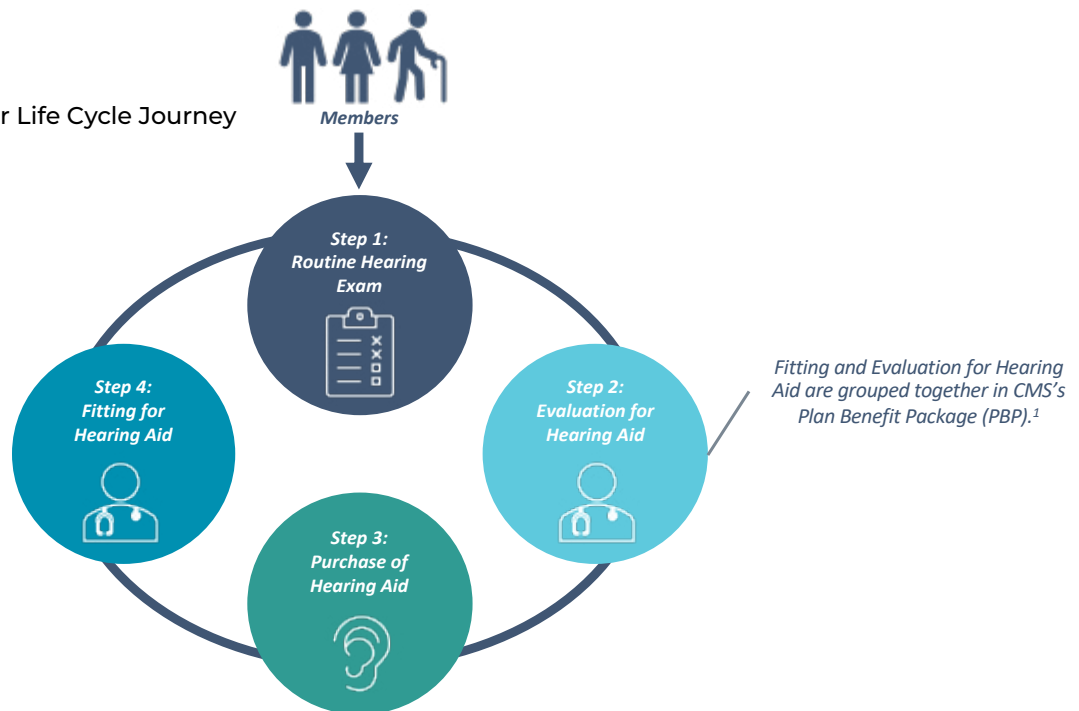 r Life Cycle Journey
Members
Step 1:
Routine Hearing
Exam
Step 2:
Evaluation for
Hearing Aid
Fitting and Evaluation for Hearing
Aid are grouped together in CMS’s
Plan Benefit Package (PBP).¹
Step 3:
Purchase of
Hearing Aid
Step 4:
Fitting for
Hearing Aid